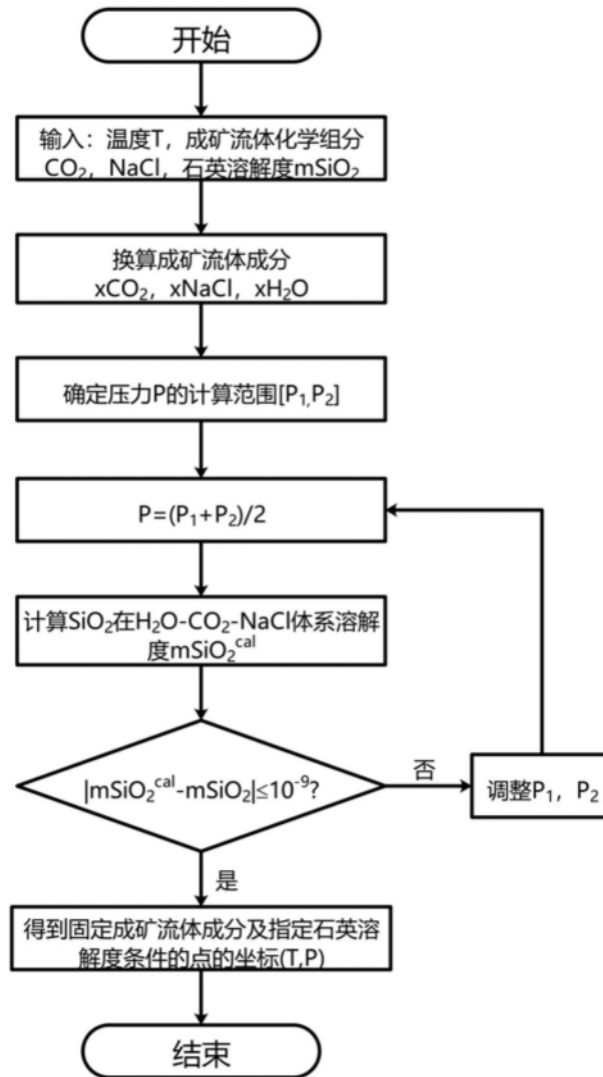 开始
输入：温度T，成矿流体化学组分
CO₂，NaCl，石英溶解度mSiO₂
换算成矿流体成分
xCO₂，xNaCl，xH₂O
确定压力P的计算范围[P₁,P₂]
P=(P₁+P₂)/2
计算SiO₂在H₂O-CO₂-NaCl体系溶解
度mSiO₂ᶜᵃˡ
|mSiO₂ᶜᵃˡ-mSiO₂|≤10⁻⁹?
否
调整P₁，P₂
是
得到固定成矿流体成分及指定石英溶
解度条件的点的坐标(T,P)
结束